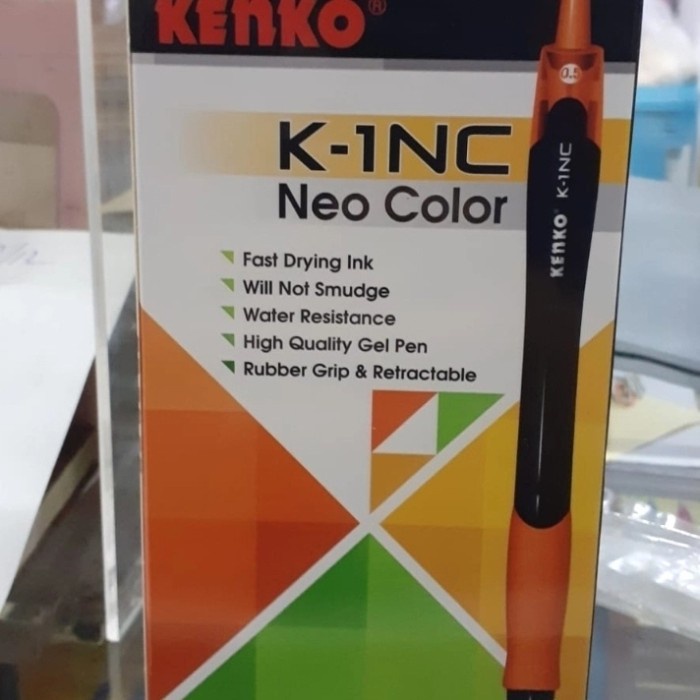 KENKO®
0.5
K-1NC
Neo Color
KENKO K-1NC
Fast Drying Ink
Will Not Smudge
Water Resistance
High Quality Gel Pen
Rubber Grip & Retractable